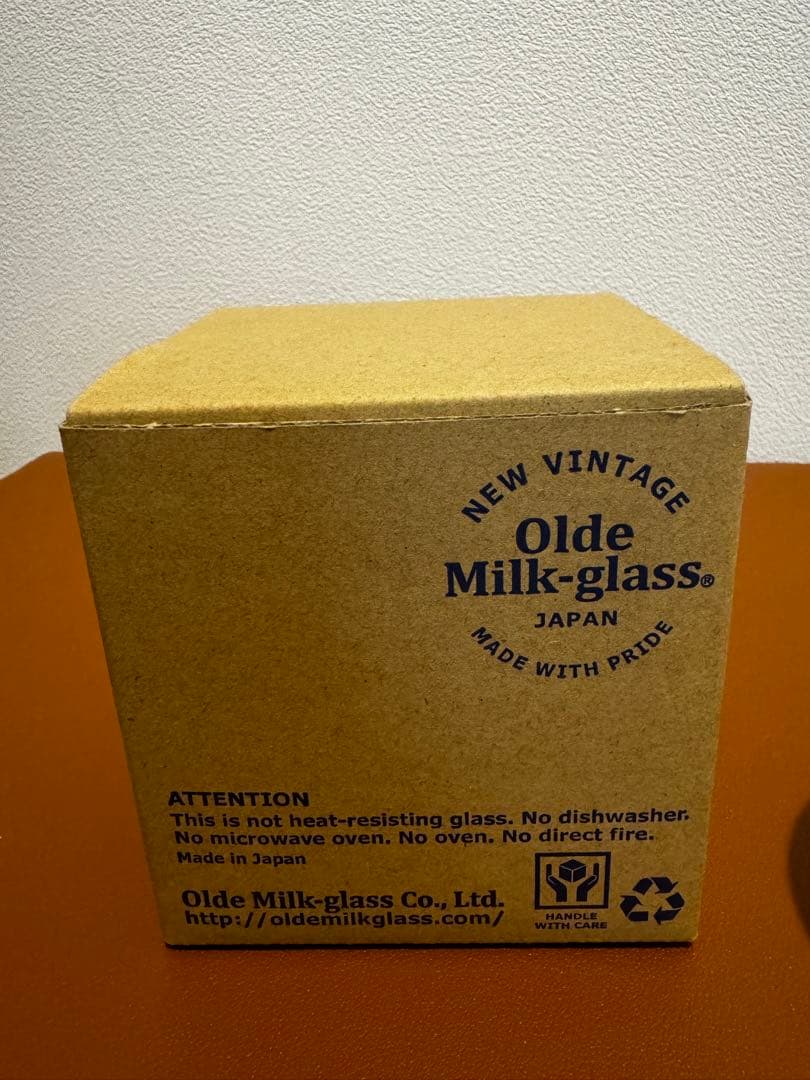 NEW VINTAGE
Olde
Milk-glass®
JAPAN
MADE WITH PRIDE
ATTENTION
This is not heat-resisting glass. No dishwasher.
No microwave oven. No oven. No direct fire.
Made in Japan
Olde Milk-glass Co., Ltd.
http://oldemilkglass.com/
HANDLE
WITH CARE